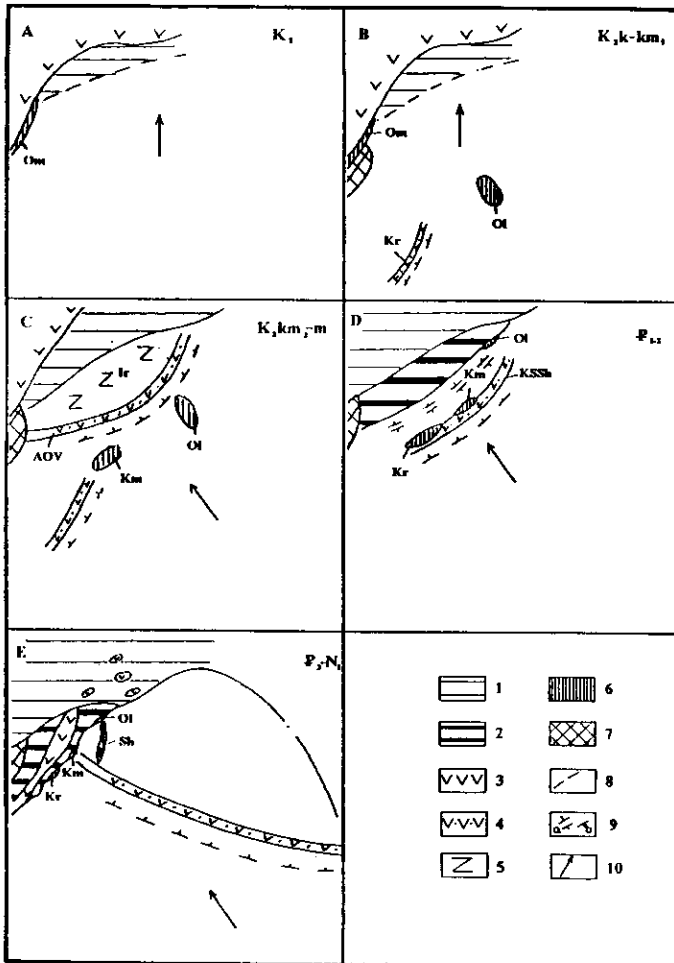 A
K₁
Om
B
K₂k-km₁
Om
Ol
Kr
C
K₂km₂-m
Ir
AOV
Ol
Km
D
₽₁₋₂
Ol
Km
KSSh
Kr
E
₽₃-N₁
Ol
Sh
Km
Kr
1
6
2
7
3
8
4
9
5
10